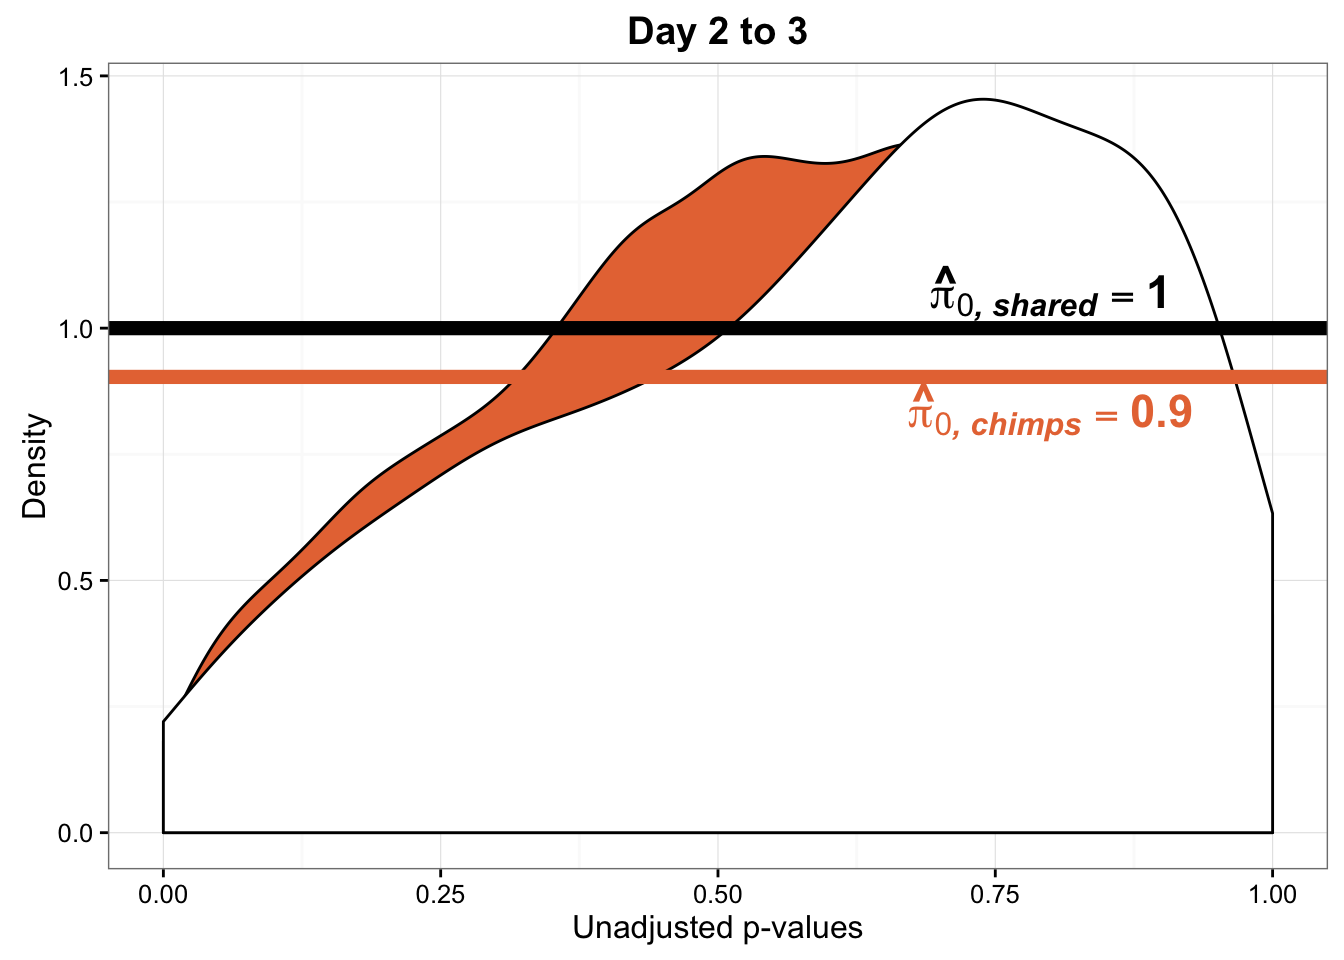 Day 2 to 3
1.5
1.0
0.5
0.0
Density
π̂0, shared = 1
π̂0, chimps = 0.9
0.00 0.25 0.50 0.75 1.00
Unadjusted p-values